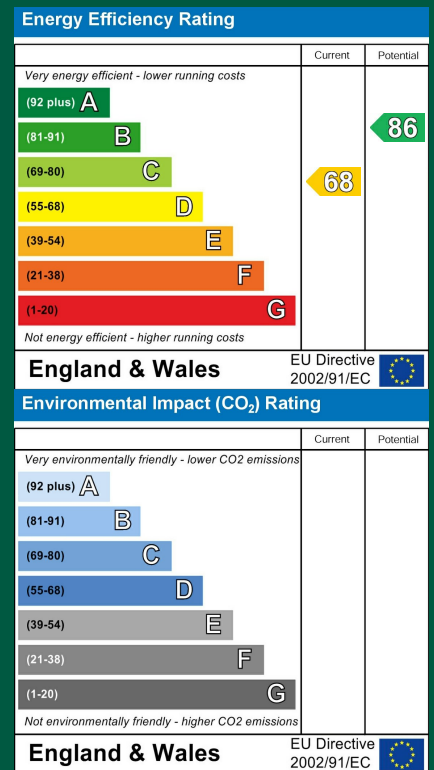 Energy Efficiency Rating
Current Potential
Very energy efficient - lower running costs
(92 plus) A
(81-91) B
86
(69-80) C
68
(55-68) D
(39-54) E
(21-38) F
(1-20) G
Not energy efficient - higher running costs
England & Wales
EU Directive
2002/91/EC
Environmental Impact (CO₂) Rating
Current Potential
Very environmentally friendly - lower CO2 emissions
(92 plus) A
(81-91) B
(69-80) C
(55-68) D
(39-54) E
(21-38) F
(1-20) G
Not environmentally friendly - higher CO2 emissions
England & Wales
EU Directive
2002/91/EC